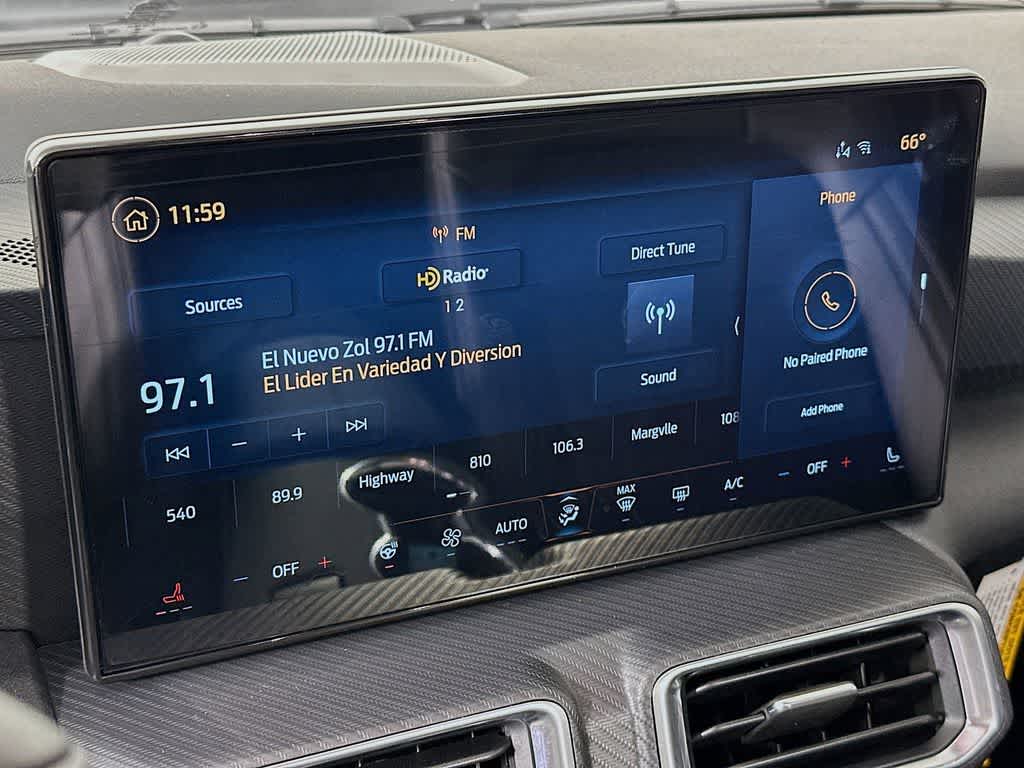 66°
11:59
FM
Phone
HD Radio
Direct Tune
Sources
1 2
El Nuevo Zol 97.1 FM
El Lider En Variedad Y Diversion
97.1
Sound
No Paired Phone
Add Phone
540
89.9
Highway
810
106.3
Margvlle
108
OFF
AUTO
MAX
A/C
OFF